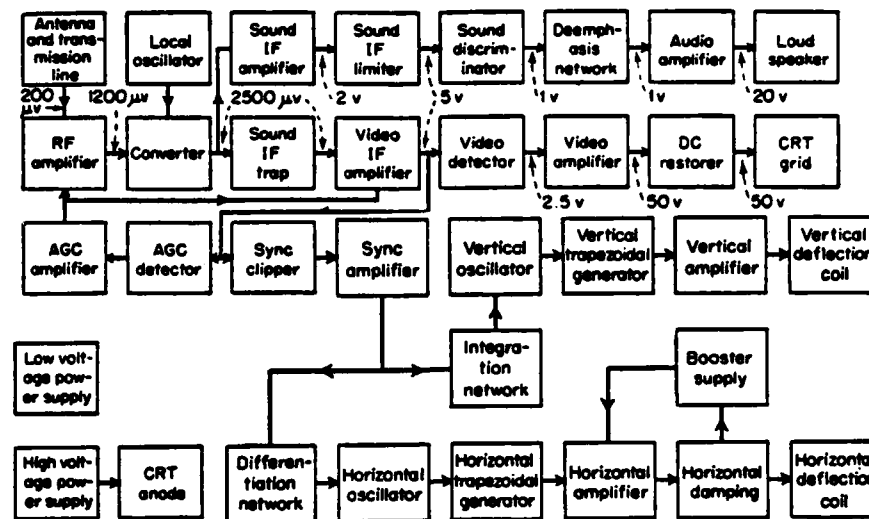 Antenna
and trans-
mission
line
Local
oscillator
Sound
IF
amplifier
Sound
IF
limiter
Sound
discrim-
inator
Deemph-
asis
network
Audio
amplifier
Loud
speaker
200
μv
1200 μv
2500 μv
2 v
5 v
1 v
1 v
20 v
RF
amplifier
Converter
Sound
IF
trap
Video
IF
amplifier
Video
detector
Video
amplifier
DC
restorer
CRT
grid
2.5 v
50 v
50 v
AGC
amplifier
AGC
detector
Sync
clipper
Sync
amplifier
Vertical
oscillator
Vertical
trapezoidal
generator
Vertical
amplifier
Vertical
deflection
coil
Low volt-
age pow-
er supply
Integra-
tion
network
Booster
supply
High volt-
age pow-
er supply
CRT
anode
Differen-
tiation
network
Horizontal
oscillator
Horizontal
trapezoidal
generator
Horizontal
amplifier
Horizontal
damping
Horizontal
deflection
coil